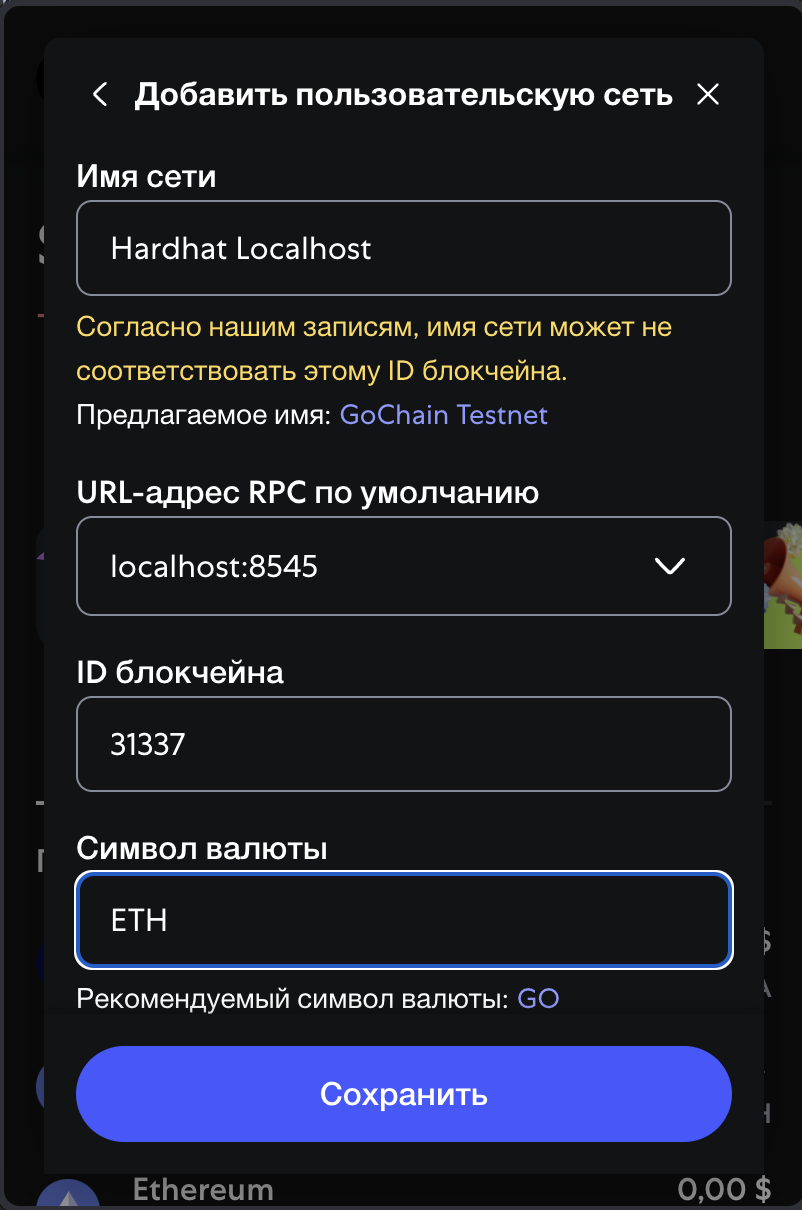 Добавить пользовательскую сеть
Имя сети
Hardhat Localhost
Согласно нашим записям, имя сети может не
соответствовать этому ID блокчейна.
Предлагаемое имя: GoChain Testnet
URL-адрес RPC по умолчанию
localhost:8545
ID блокчейна
31337
Символ валюты
ETH
Рекомендуемый символ валюты: GO
Сохранить
Ethereum
0,00 $